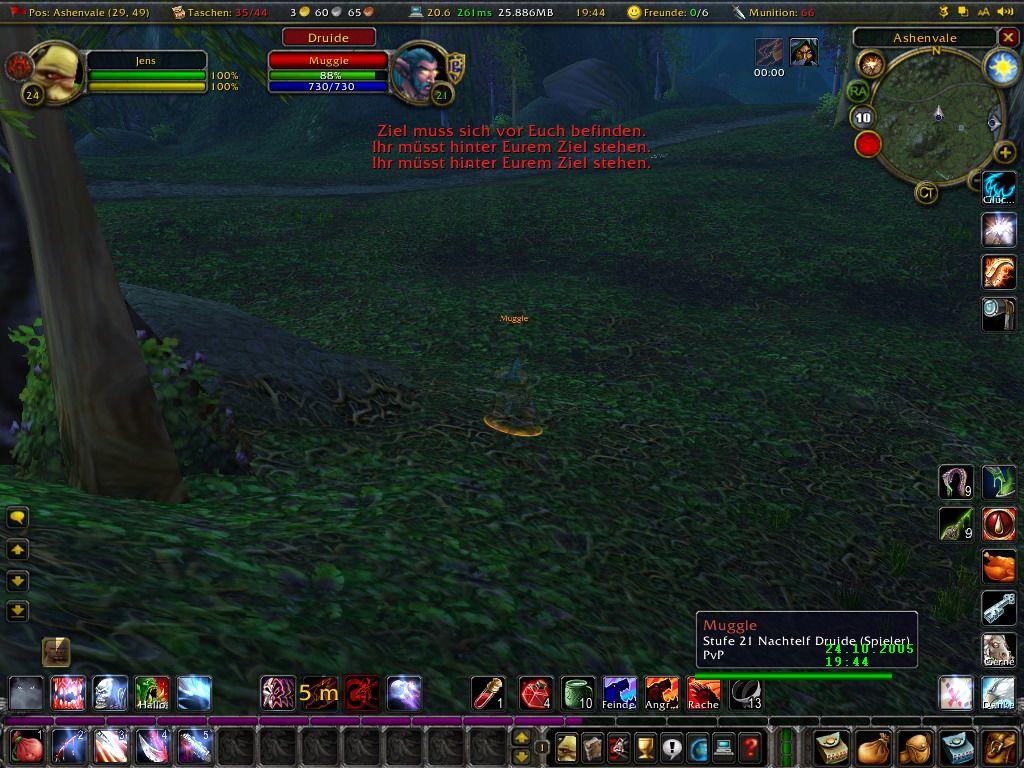 Pos: Ashenvale (29, 49) Taschen: 35/44 3 60 65 20.6 261ms 25.886MB 19:44 Freunde: 0/6 Munition: 66
Druide
Jens
Muggle
100%
88%
100%
730/730
24
21
00:00
Ashenvale
N
RA
10
CT
Ziel muss sich vor Euch befinden.
Ihr müsst hinter Eurem Ziel stehen.
Ihr müsst hinter Eurem Ziel stehen.
Muggle
9
9
Muggle
Stufe 21 Nachtelf Druide (Spieler)
PvP
24.10.2005
19:44
Hallo!
5 m
1
4
10
Feinde
Angr...
Rache
13
2
3
4
5
1